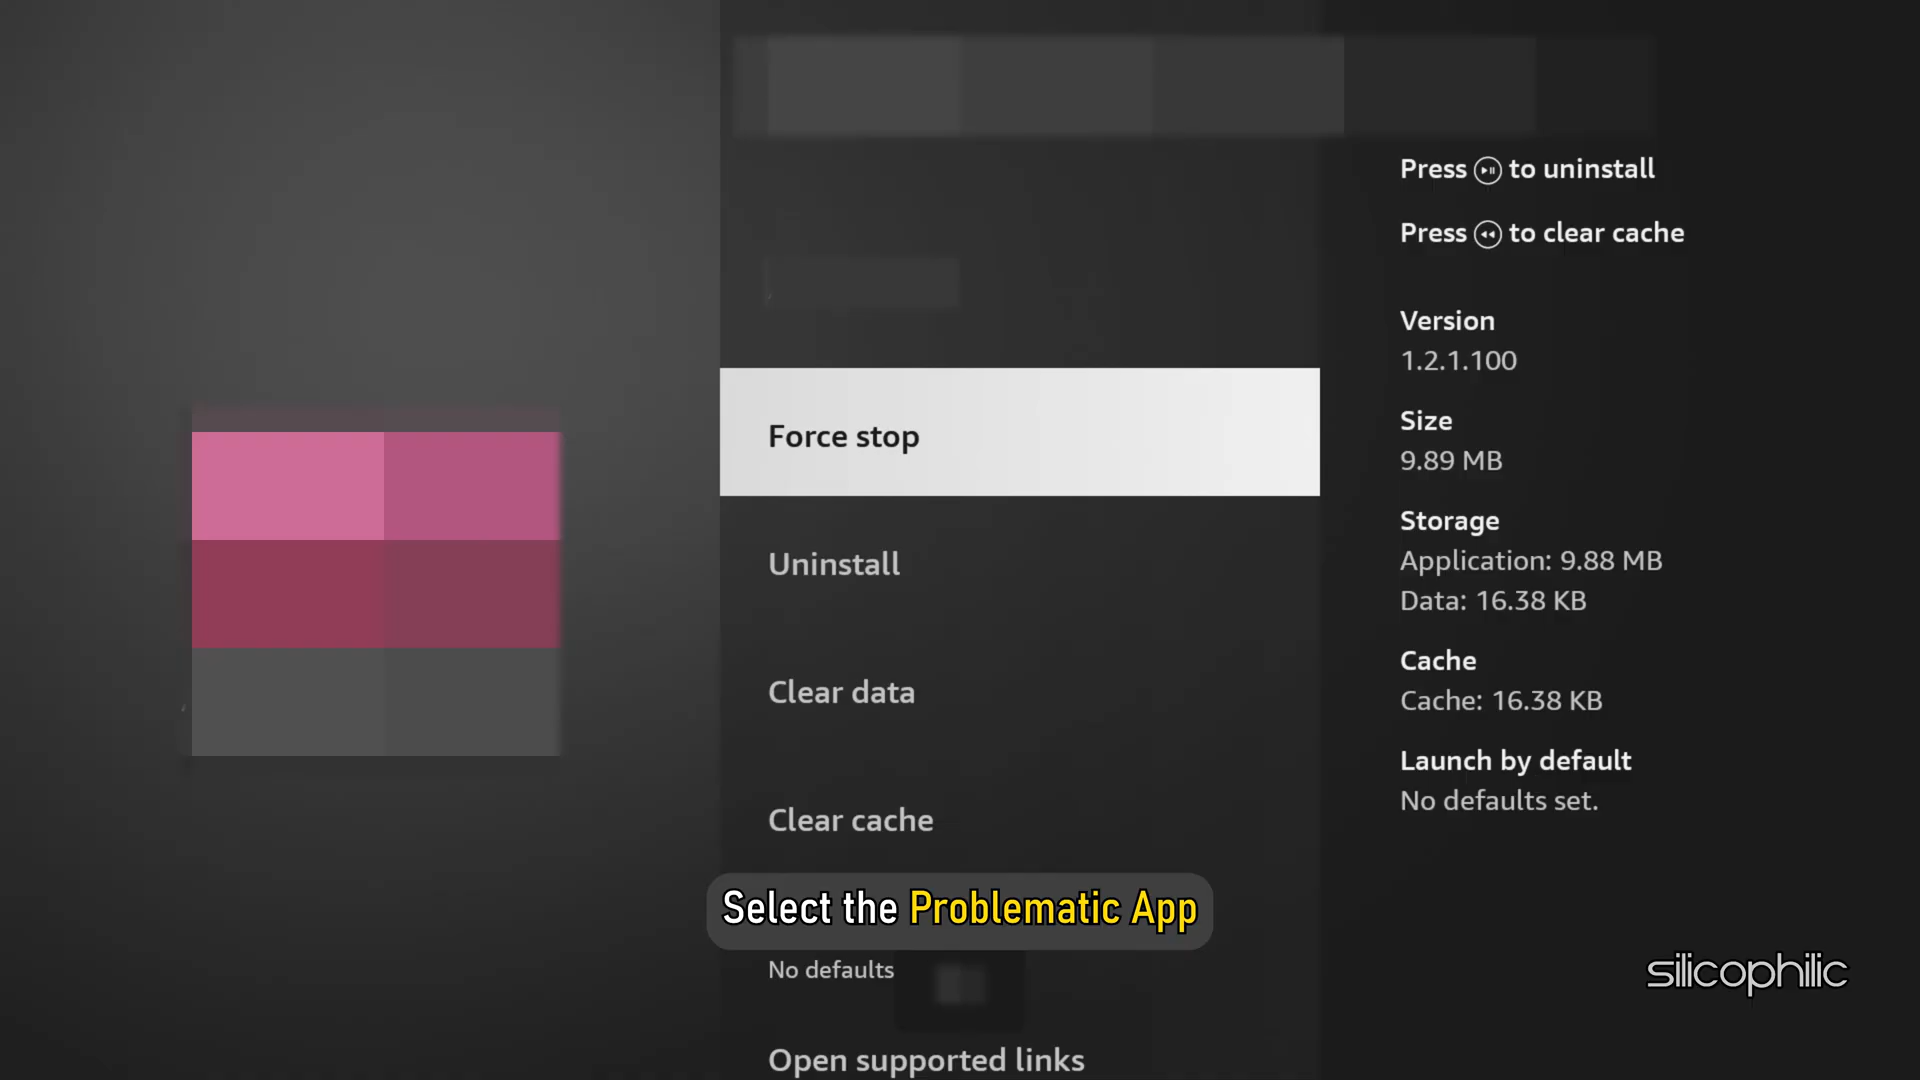 Press to uninstall
Press to clear cache
Version
1.2.1.100
Size
9.89 MB
Storage
Application: 9.88 MB
Data: 16.38 KB
Cache
Cache: 16.38 KB
Launch by default
No defaults set.
Force stop
Uninstall
Clear data
Clear cache
Select the Problematic App
No defaults
Open supported links
silicophilic